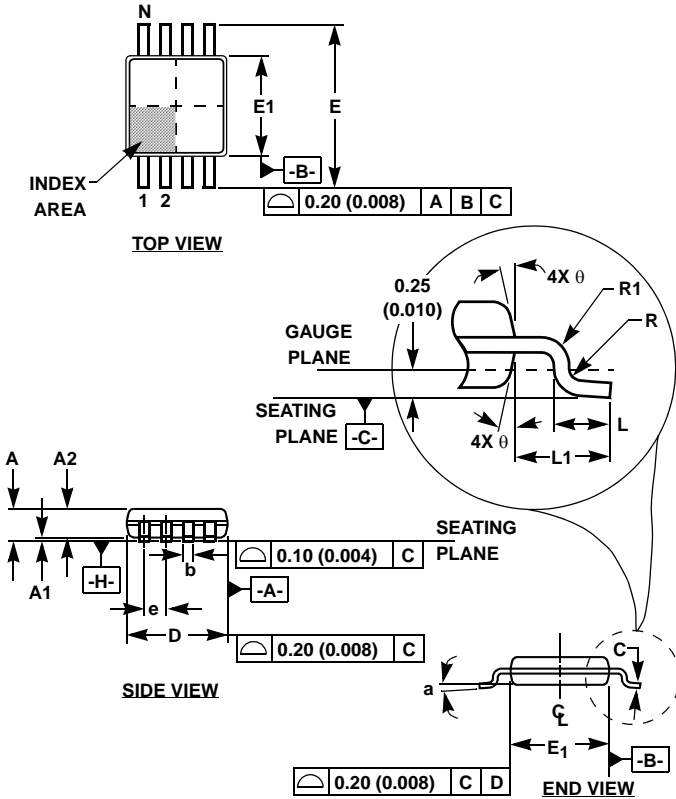 N
E1
E
-B-
INDEX
AREA
1 2
0.20 (0.008) A B C
TOP VIEW
0.25
(0.010)
4X θ
R1
R
GAUGE
PLANE
SEATING
PLANE -C-
4X θ
L
L1
A A2
SEATING
PLANE
A1
-H-
b
0.10 (0.004) C
-A-
e
D
0.20 (0.008) C
SIDE VIEW
C
a
CL
E1
-B-
0.20 (0.008) C D
END VIEW